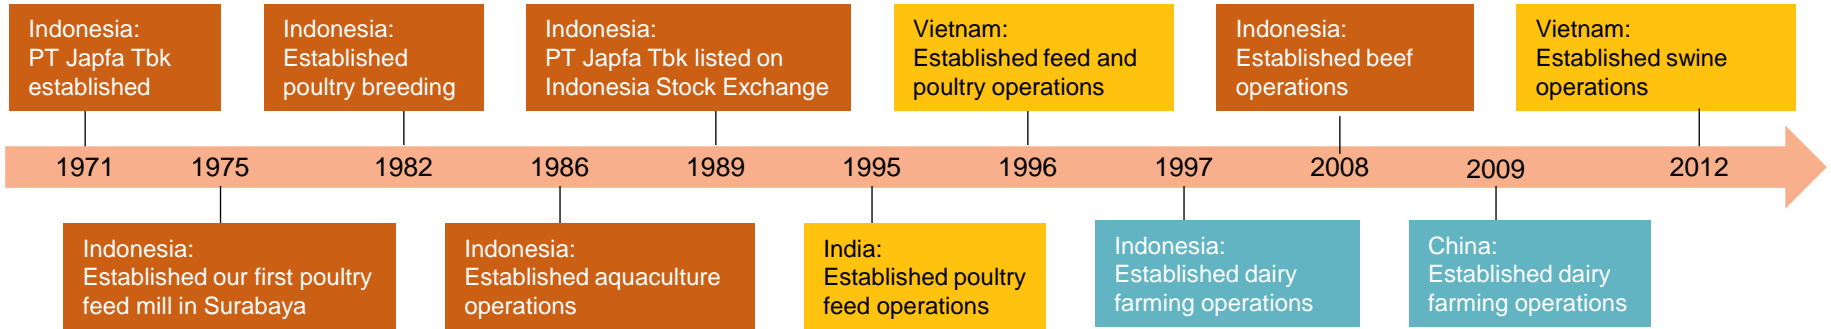 Indonesia:
PT Japfa Tbk
established
Indonesia:
Established
poultry breeding
Indonesia:
PT Japfa Tbk listed on
Indonesia Stock Exchange
Vietnam:
Established feed and
poultry operations
Indonesia:
Established beef
operations
Vietnam:
Established swine
operations
1971 1975 1982 1986 1989 1995 1996 1997 2008 2009 2012
Indonesia:
Established our first poultry
feed mill in Surabaya
Indonesia:
Established aquaculture
operations
India:
Established poultry
feed operations
Indonesia:
Established dairy
farming operations
China:
Established dairy
farming operations